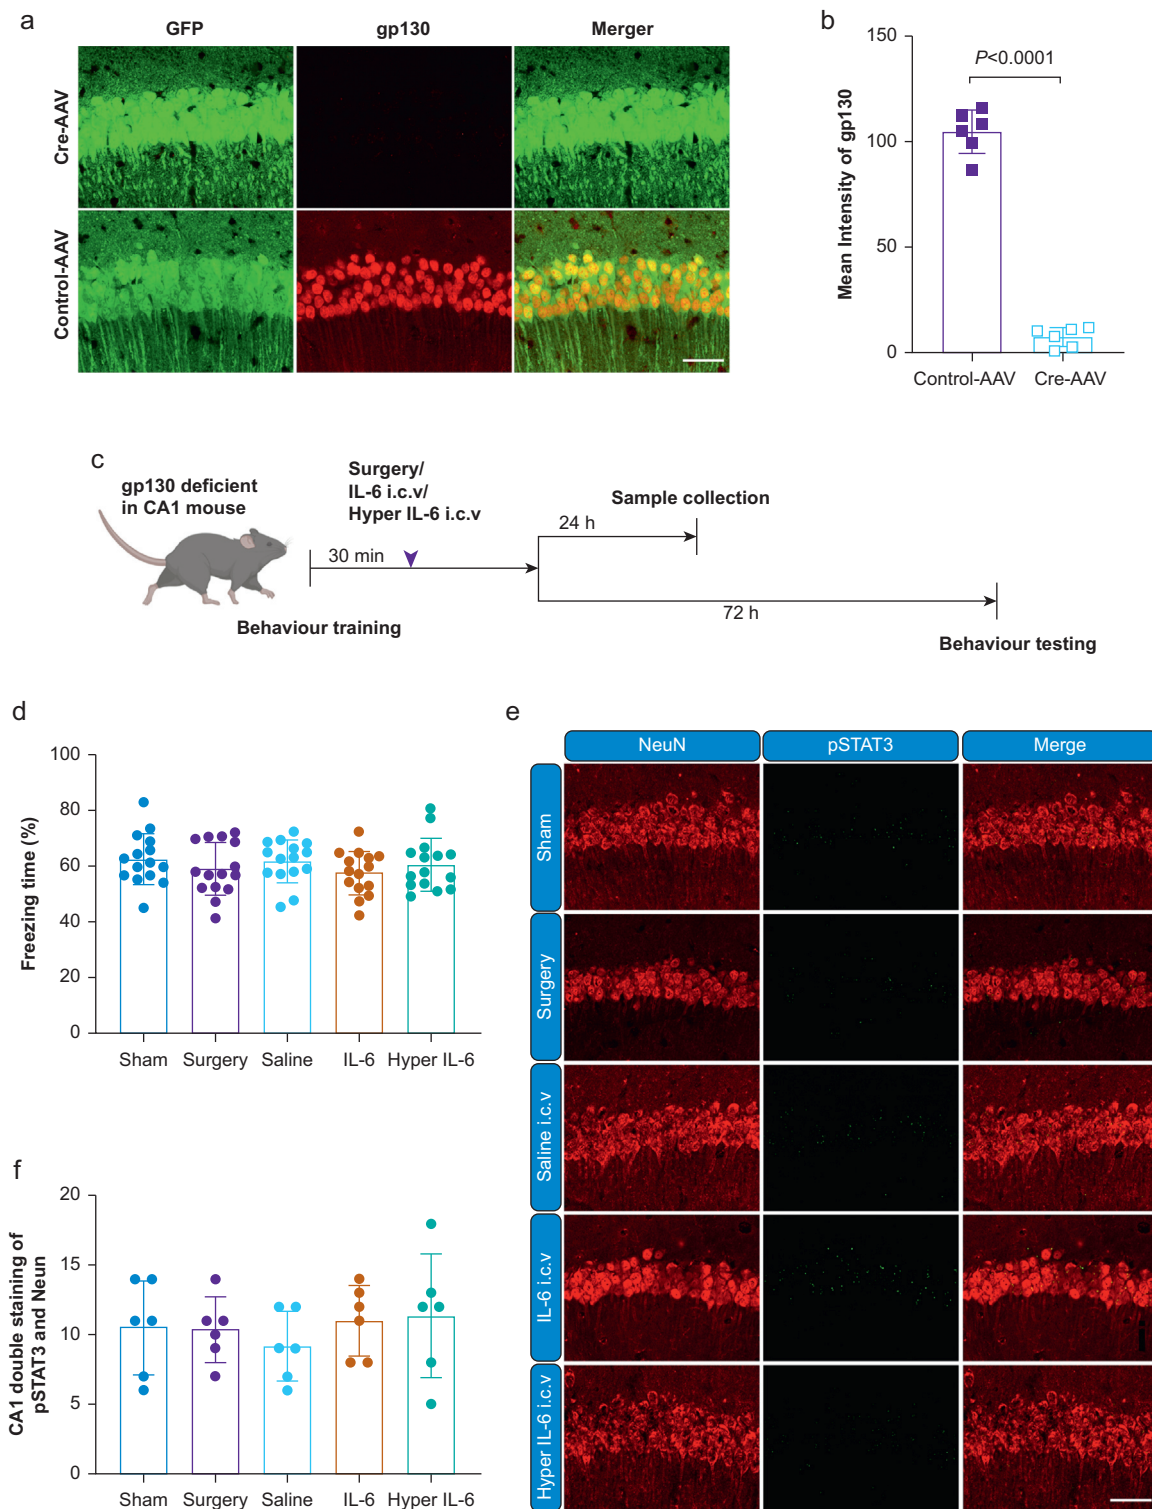 a
GFP gp130 Merger
Cre-AAV
Control-AAV
b
Mean Intensity of gp130
150
100
50
0
P<0.0001
Control-AAV Cre-AAV
c
gp130 deficient
in CA1 mouse
Surgery/
IL-6 i.c.v/
Hyper IL-6 i.c.v
30 min
Behaviour training
Sample collection
24 h
72 h
Behaviour testing
d
Freezing time (%)
100
80
60
40
20
0
Sham Surgery Saline IL-6 Hyper IL-6
e
NeuN pSTAT3 Merge
Sham
Surgery
Saline i.c.v
IL-6 i.c.v
Hyper IL-6 i.c.v
f
CA1 double staining of
pSTAT3 and Neun
20
15
10
5
0
Sham Surgery Saline IL-6 Hyper IL-6